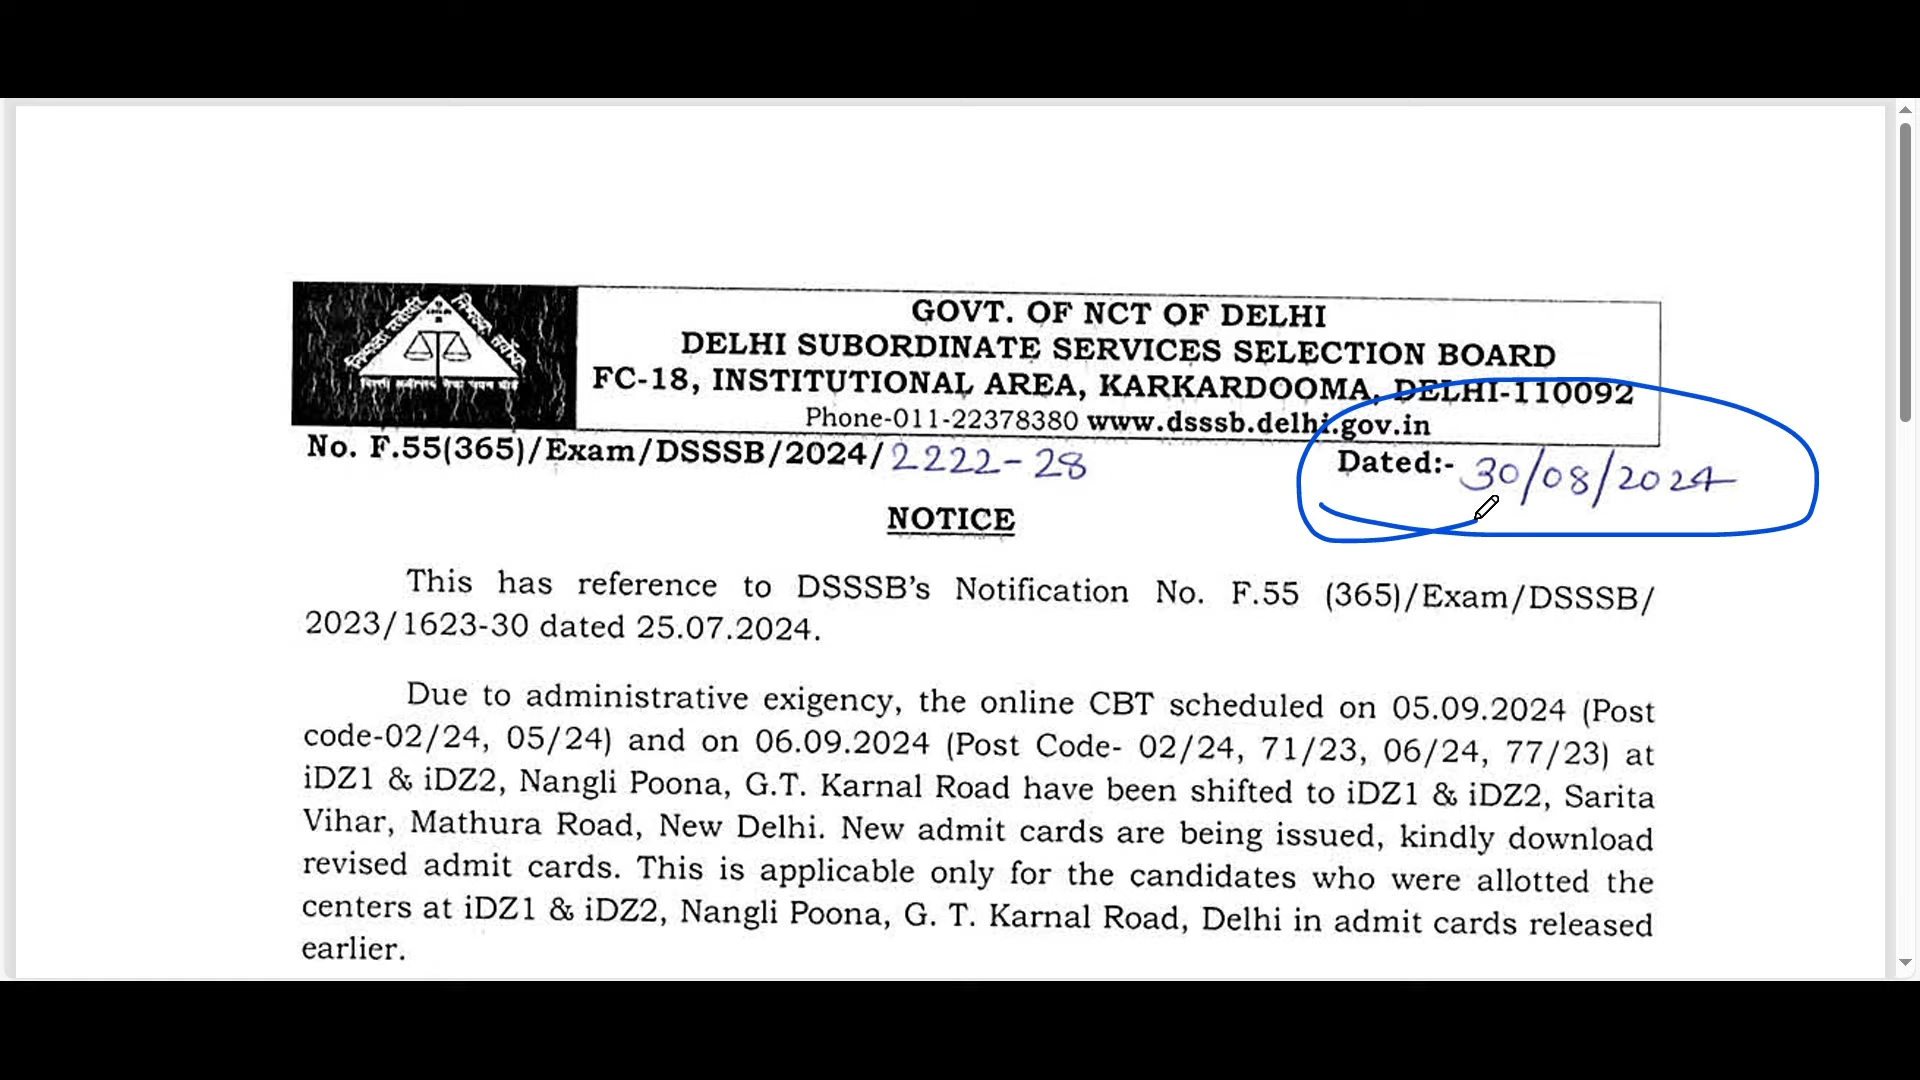 GOVT. OF NCT OF DELHI
DELHI SUBORDINATE SERVICES SELECTION BOARD
FC-18, INSTITUTIONAL AREA, KARKARDOOMA, DELHI-110092
Phone-011-22378380 www.dsssb.delhi.gov.in
No. F.55(365)/Exam/DSSSB/2024/2222-28 Dated:- 30/08/2024
NOTICE
This has reference to DSSSB's Notification No. F.55 (365)/Exam/DSSSB/
2023/1623-30 dated 25.07.2024.
Due to administrative exigency, the online CBT scheduled on 05.09.2024 (Post
code-02/24, 05/24) and on 06.09.2024 (Post Code- 02/24, 71/23, 06/24, 77/23) at
iDZ1 & iDZ2, Nangli Poona, G.T. Karnal Road have been shifted to iDZ1 & iDZ2, Sarita
Vihar, Mathura Road, New Delhi. New admit cards are being issued, kindly download
revised admit cards. This is applicable only for the candidates who were allotted the
centers at iDZ1 & iDZ2, Nangli Poona, G. T. Karnal Road, Delhi in admit cards released
earlier.